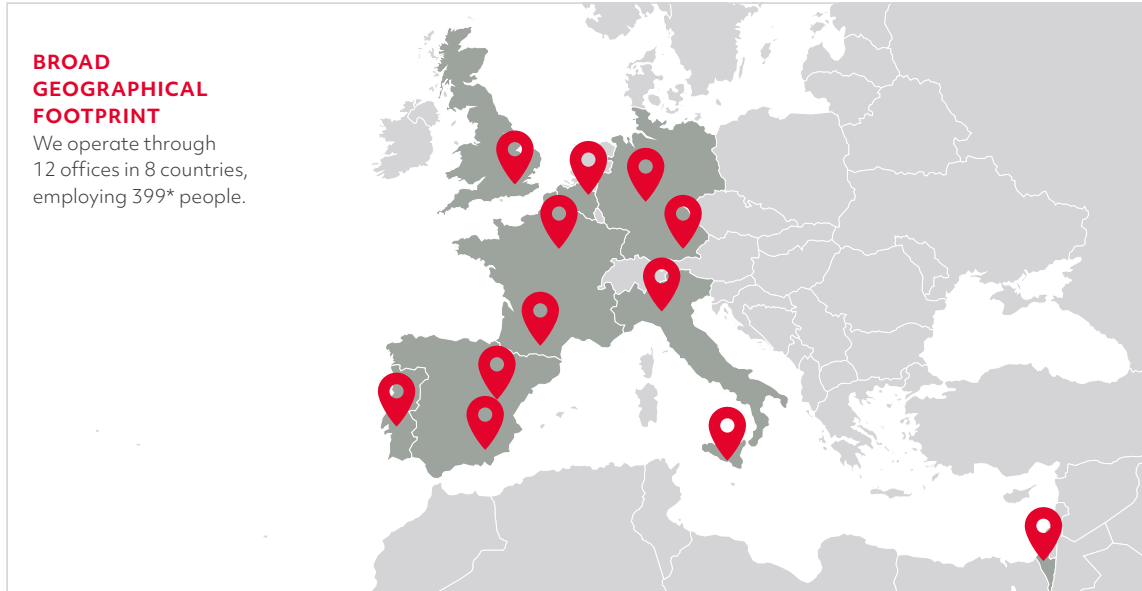 BROAD
GEOGRAPHICAL
FOOTPRINT
We operate through
12 offices in 8 countries,
employing 399* people.